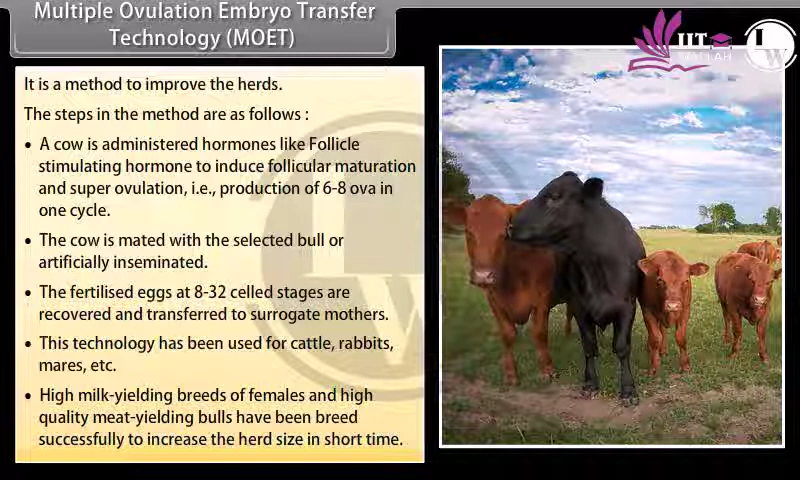 Multiple Ovulation Embryo Transfer
Technology (MOET)
It is a method to improve the herds.
The steps in the method are as follows :
• A cow is administered hormones like Follicle
stimulating hormone to induce follicular maturation
and super ovulation, i.e., production of 6-8 ova in
one cycle.
• The cow is mated with the selected bull or
artificially inseminated.
• The fertilised eggs at 8-32 celled stages are
recovered and transferred to surrogate mothers.
• This technology has been used for cattle, rabbits,
mares, etc.
• High milk-yielding breeds of females and high
quality meat-yielding bulls have been breed
successfully to increase the herd size in short time.
IIT
LW